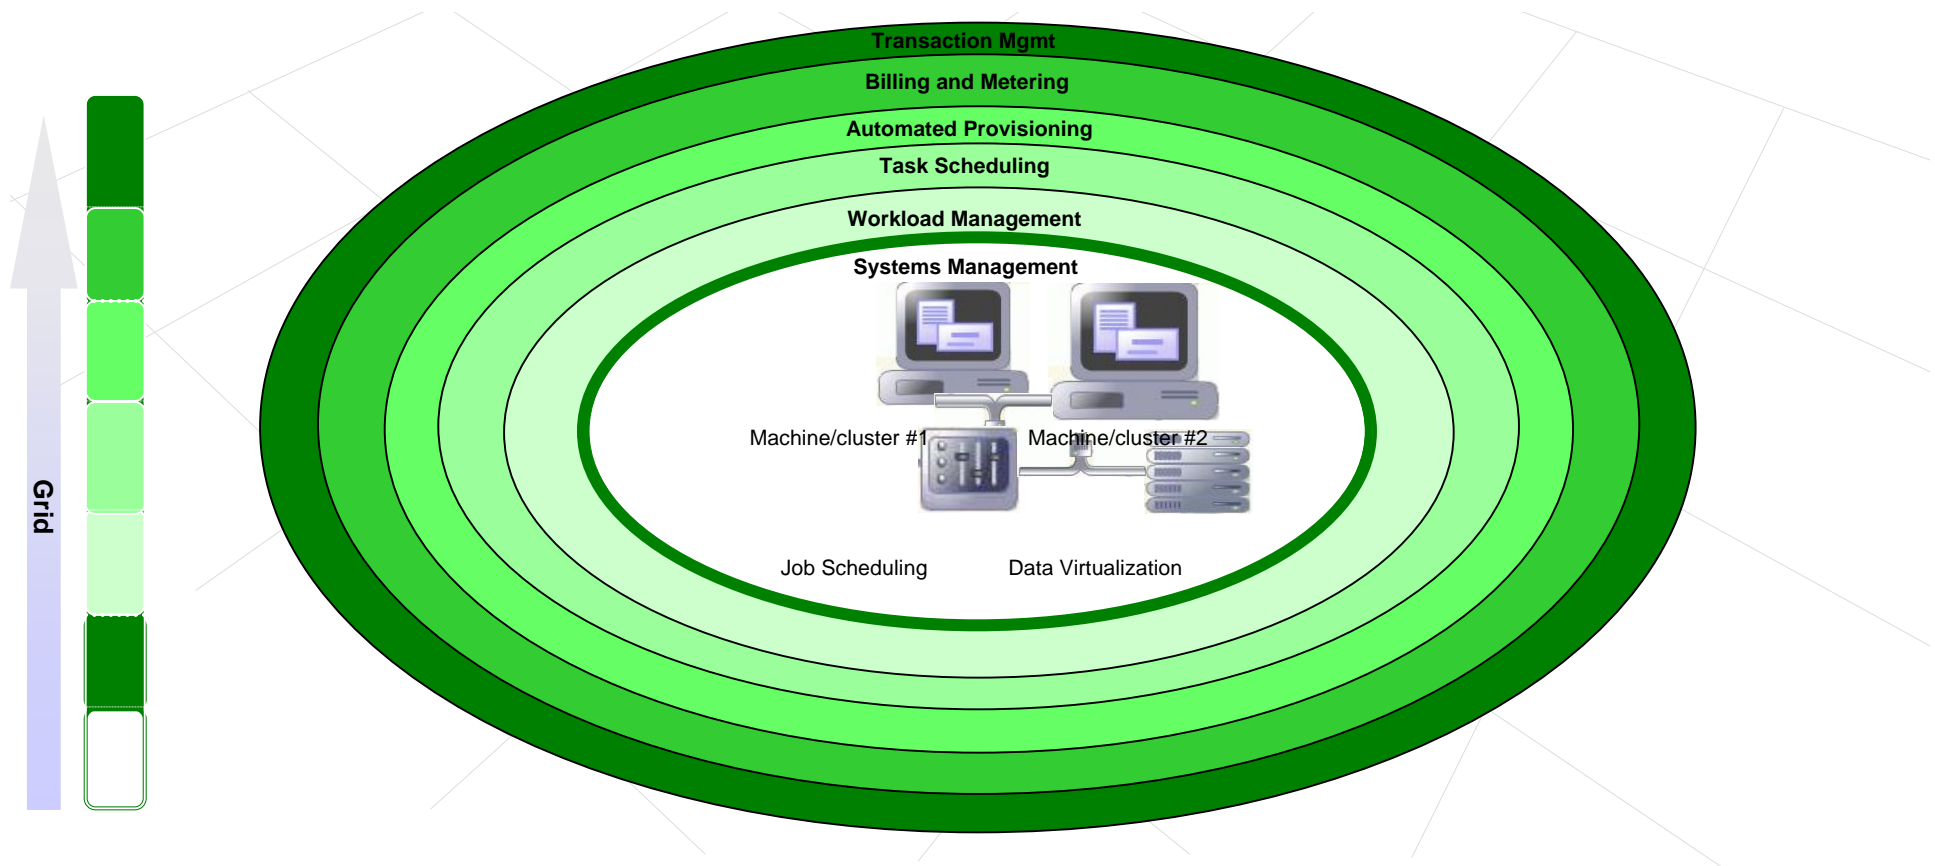 Transaction Mgmt
Billing and Metering
Automated Provisioning
Task Scheduling
Workload Management
Systems Management
Machine/cluster #1
Machine/cluster #2
Grid
Job Scheduling
Data Virtualization